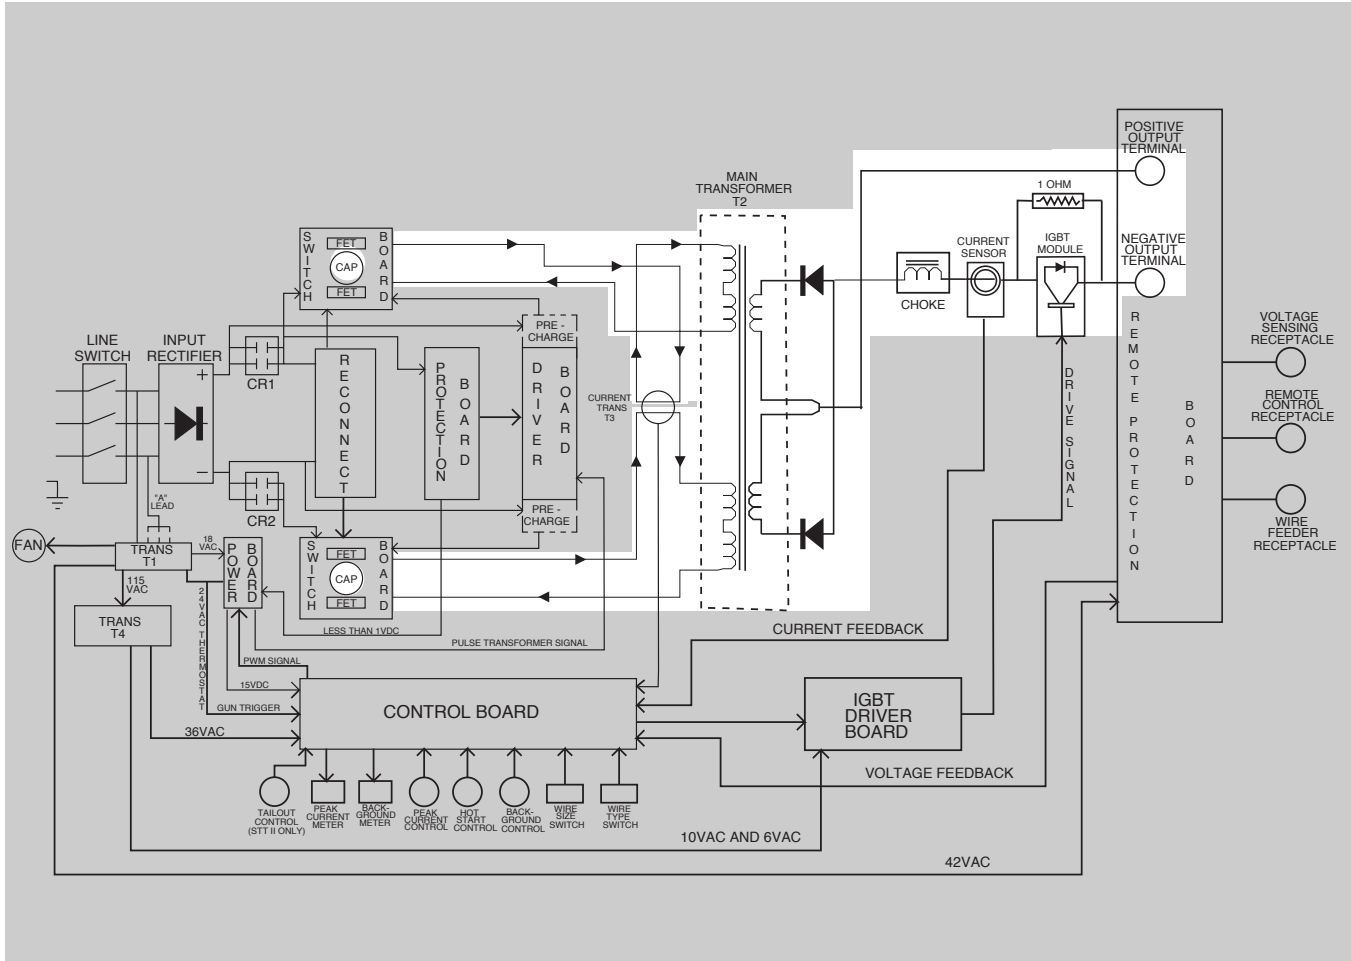 POSITIVE
OUTPUT
TERMINAL
MAIN
TRANSFORMER
T2
1 OHM
SWITCH
FET
CAP
FET
BOARD
CURRENT
SENSOR
IGBT
MODULE
NEGATIVE
OUTPUT
TERMINAL
CHOKE
LINE
SWITCH
INPUT
RECTIFIER
+
−
CR1
RECONNECT
PROTECTION
BOARD
PRE -
CHARGE
DRIVER
BOARD
PRE -
CHARGE
CURRENT
TRANS
T3
DRIVE SIGNAL
REMOTE PROTECTION
BOARD
VOLTAGE
SENSING
RECEPTACLE
REMOTE
CONTROL
RECEPTACLE
WIRE
FEEDER
RECEPTACLE
"A"
LEAD
CR2
FAN
TRANS
T1
18
VAC
POWER
BOARD
SWITCH
FET
CAP
FET
BOARD
115
VAC
TRANS
T4
24VAC THERMOSTAT
LESS THAN 1VDC
PULSE TRANSFORMER SIGNAL
CURRENT FEEDBACK
PWM SIGNAL
15VDC
GUN TRIGGER
36VAC
CONTROL BOARD
IGBT
DRIVER
BOARD
VOLTAGE FEEDBACK
TAILOUT
CONTROL
(STT II ONLY)
PEAK
CURRENT
METER
BACK-
GROUND
METER
PEAK
CURRENT
CONTROL
HOT
START
CONTROL
BACK-
GROUND
CONTROL
WIRE
SIZE
SWITCH
WIRE
TYPE
SWITCH
10VAC AND 6VAC
42VAC